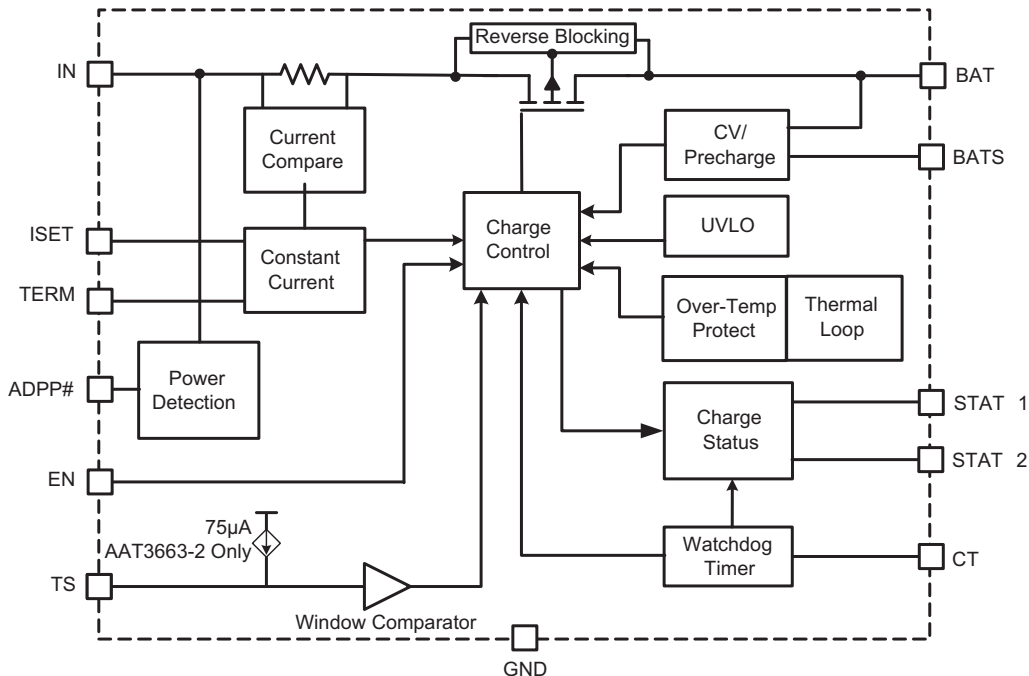 Reverse Blocking
IN
BAT
Current
Compare
CV/
Precharge
BATS
ISET
Constant
Current
Charge
Control
UVLO
TERM
Over-Temp
Protect
Thermal
Loop
ADPP#
Power
Detection
Charge
Status
STAT 1
STAT 2
EN
75µA
AAT3663-2 Only
TS
Window Comparator
Watchdog
Timer
CT
GND